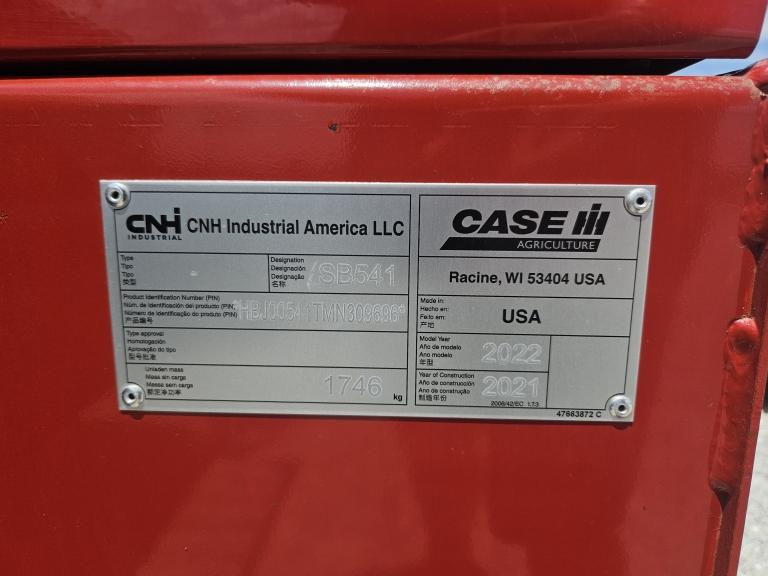 CNH INDUSTRIAL CNH Industrial America LLC
Type
Tipo
Tipo
类型
Designation
Designación
Designação
名称
/SB541
Product Identification Number (PIN)
Núm. de identificación del producto (PIN)
Número de identificação do produto (PIN)
产品编号
*HBJ00541TMN309696*
Type approval
Homologación
Aprovação do tipo
型号批准
Unladen mass
Masa sin carga
Massa sem carga
额定净功率
1746 kg
CASE IH
AGRICULTURE
Racine, WI 53404 USA
Made in:
Hecho en:
Feito em:
产地
USA
Model Year
Año de modelo
Ano modelo
年型
2022
Year of Construction
Año de construcción
Ano de construção
制造年份
2021
2006/42/EC 1.7.3
47663872 C